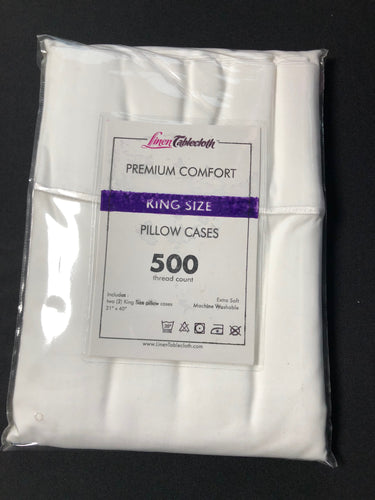 Linen Tablecloth
PREMIUM COMFORT
KING SIZE
PILLOW CASES
500
thread count
Includes :
two (2) King Size pillow cases
21" x 40"
Extra Soft
Machine Washable
www.LinenTablecloth.com